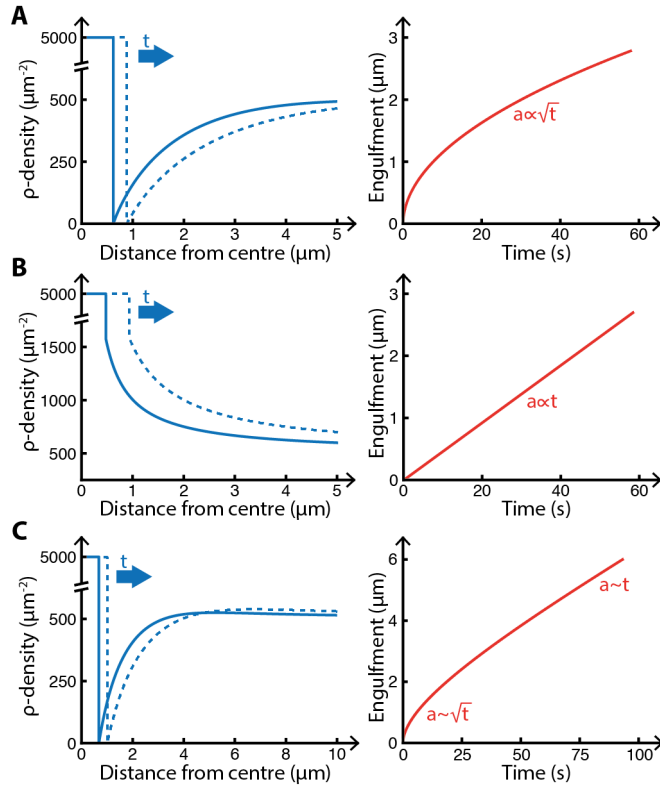 A
5000
500
250
0
ρ-density (μm⁻²)
t
0 1 2 3 4 5
Distance from centre (μm)
3
2
1
0
Engulfment (μm)
a∝√t
0 20 40 60
Time (s)
B
5000
1500
1000
500
ρ-density (μm⁻²)
t
0 1 2 3 4 5
Distance from centre (μm)
3
2
1
0
Engulfment (μm)
a∝t
0 20 40 60
Time (s)
C
5000
500
250
0
ρ-density (μm⁻²)
t
0 2 4 6 8 10
Distance from centre (μm)
6
4
2
0
Engulfment (μm)
a~t
a~√t
0 25 50 75 100
Time (s)